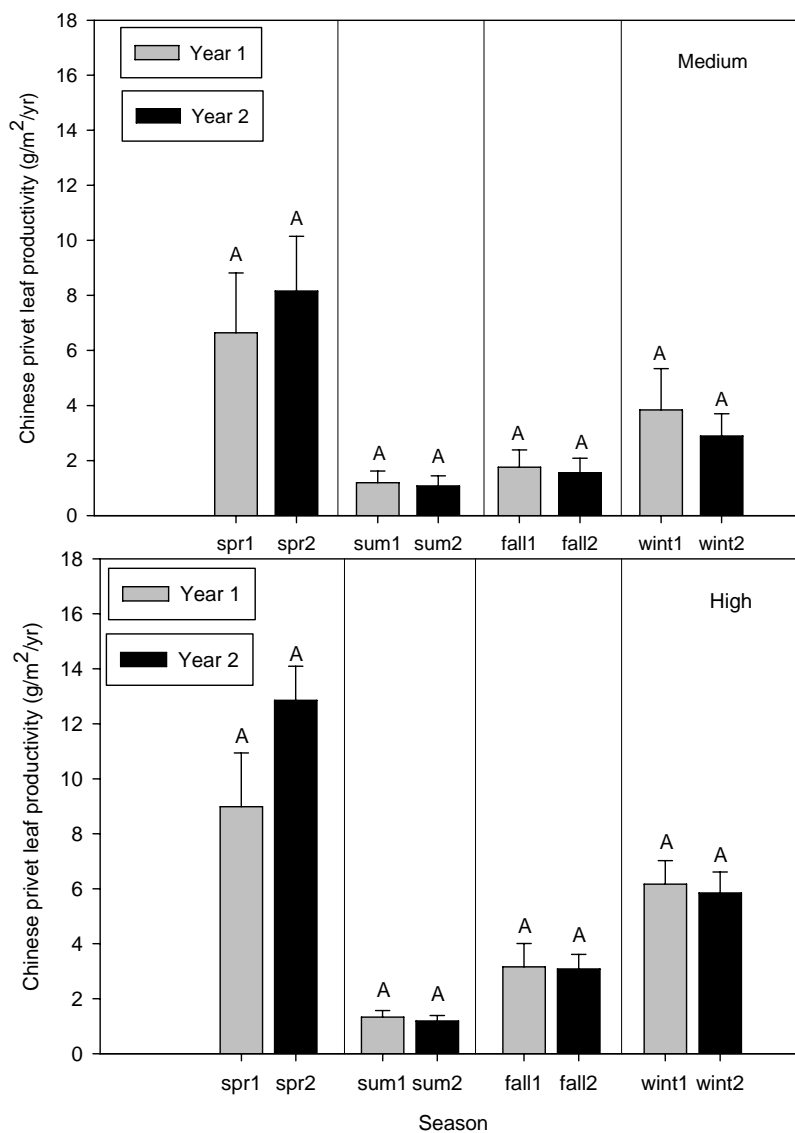 18
16
14
12
10
8
6
4
2
0
Chinese privet leaf productivity (g/m²/yr)
Year 1
Year 2
Medium
A
A
A
A
A
A
A
A
spr1 spr2 sum1 sum2 fall1 fall2 wint1 wint2
18
16
14
12
10
8
6
4
2
0
Chinese privet leaf productivity (g/m²/yr)
Year 1
Year 2
High
A
A
A
A
A
A
A
A
spr1 spr2 sum1 sum2 fall1 fall2 wint1 wint2
Season